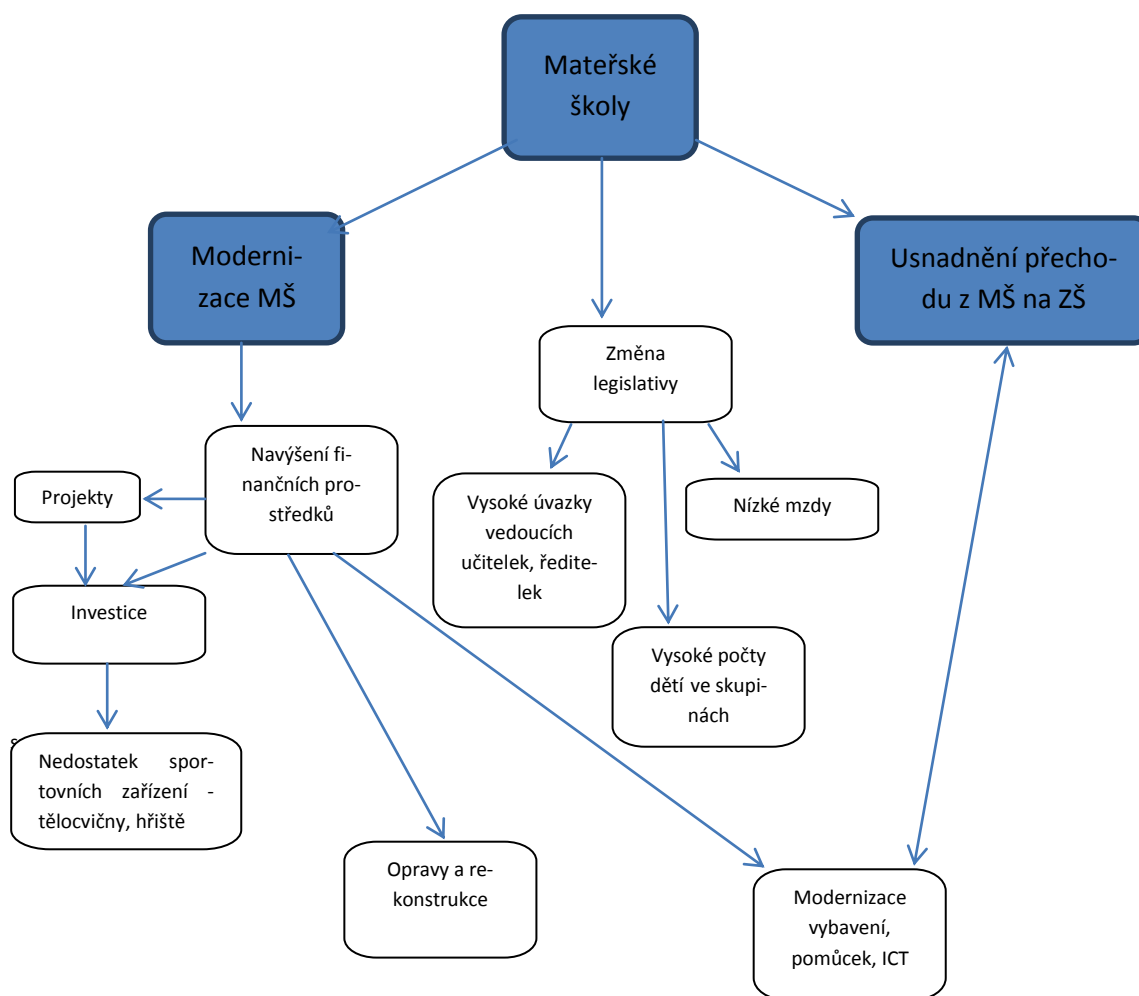 Mateřské
školy
Moderni-
zace MŠ
Usnadnění přecho-
du z MŠ na ZŠ
Změna
legislativy
Navýšení fi-
nančních pro-
středků
Projekty
Vysoké úvazky
vedoucích
učitelek, ředite-
lek
Nízké mzdy
Investice
Vysoké počty
dětí ve skupi-
nách
Nedostatek spor-
tovních zařízení -
tělocvičny, hřiště
Opravy a re-
konstrukce
Modernizace
vybavení,
pomůcek, ICT